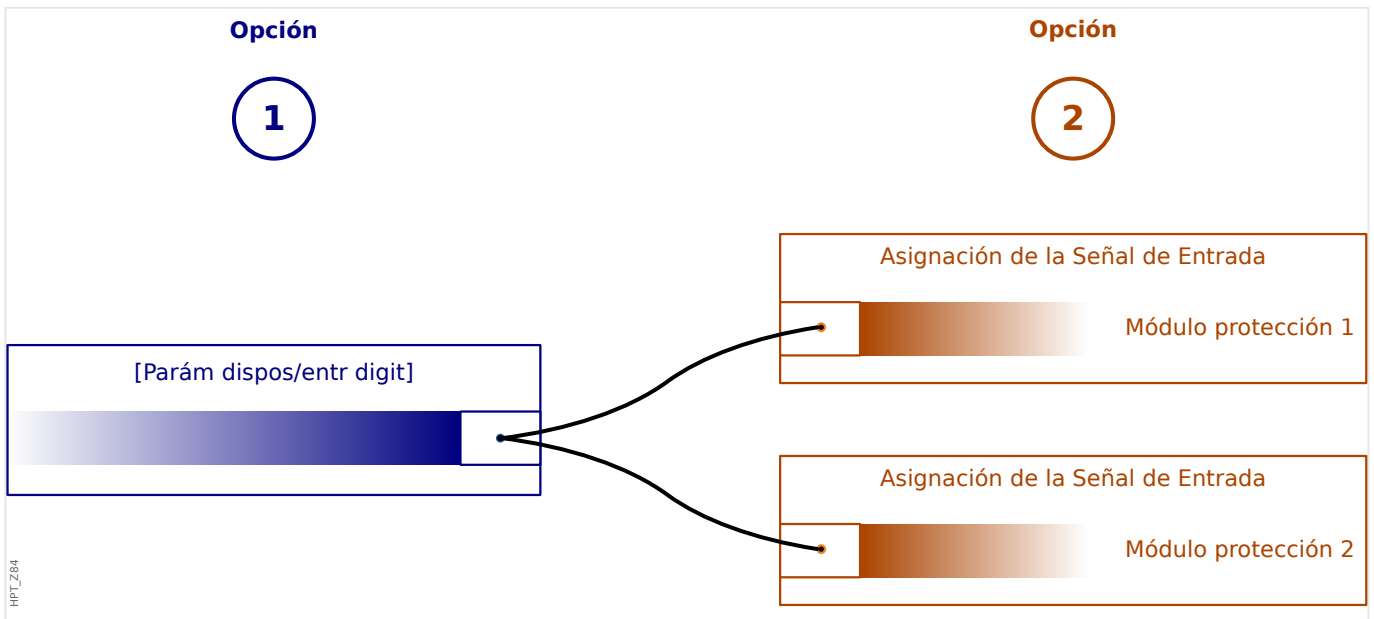 Opción
1
Opción
2
[Parám dispos/entr digit]
Asignación de la Señal de Entrada
Módulo protección 1
Asignación de la Señal de Entrada
Módulo protección 2
HPT_Z84